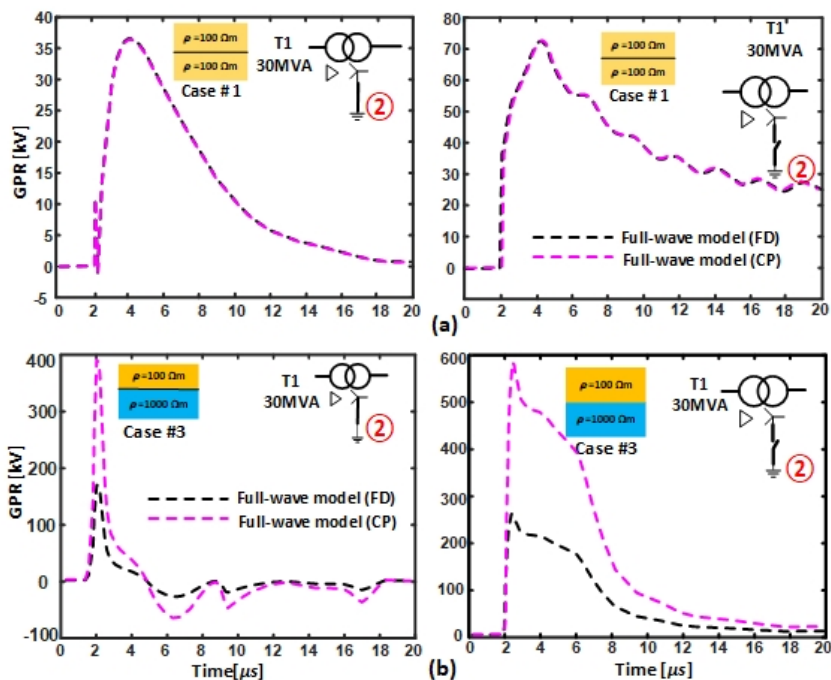 GPR [kV]
40
35
30
25
20
15
10
5
0
-5
0 2 4 6 8 10 12 14 16 18 20
ρ =100 Ωm
ρ =100 Ωm
Case # 1
T1
30MVA
2
80
70
60
50
40
30
20
10
0
0 2 4 6 8 10 12 14 16 18 20
ρ =100 Ωm
ρ =100 Ωm
Case # 1
T1
30MVA
2
Full-wave model (FD)
Full-wave model (CP)
(a)
GPR [kV]
400
300
200
100
0
-100
0 2 4 6 8 10 12 14 16 18 20
Time[μs]
ρ =100 Ωm
ρ =1000 Ωm
Case #3
T1
30MVA
2
Full-wave model (FD)
Full-wave model (CP)
600
500
400
300
200
100
0
0 2 4 6 8 10 12 14 16 18 20
Time [μs]
ρ =100 Ωm
ρ =1000 Ωm
Case #3
T1
30MVA
2
(b)